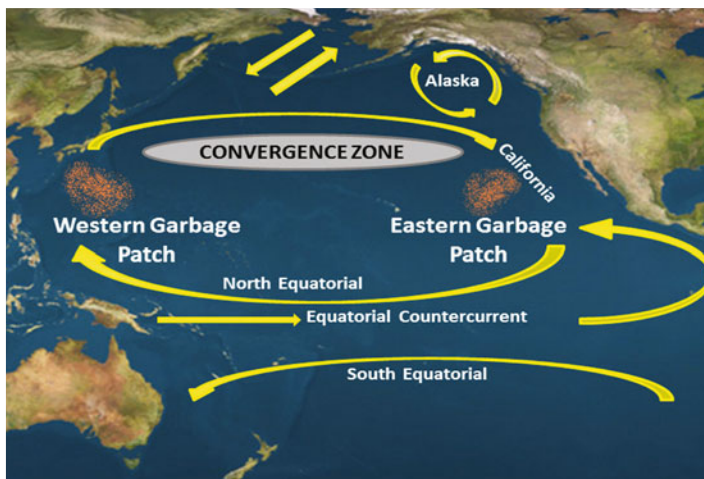 Alaska
CONVERGENCE ZONE
California
Western Garbage
Patch
Eastern Garbage
Patch
North Equatorial
Equatorial Countercurrent
South Equatorial